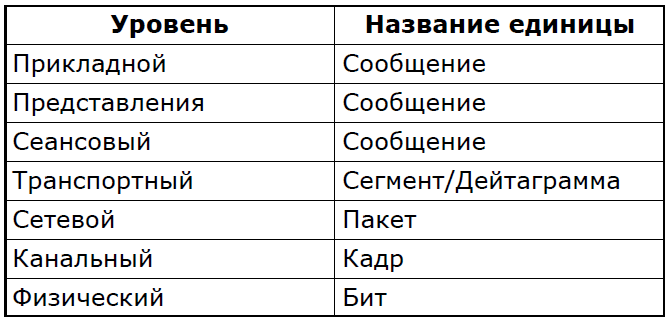 Уровень Название единицы
Прикладной Сообщение
Представления Сообщение
Сеансовый Сообщение
Транспортный Сегмент/Дейтаграмма
Сетевой Пакет
Канальный Кадр
Физический Бит